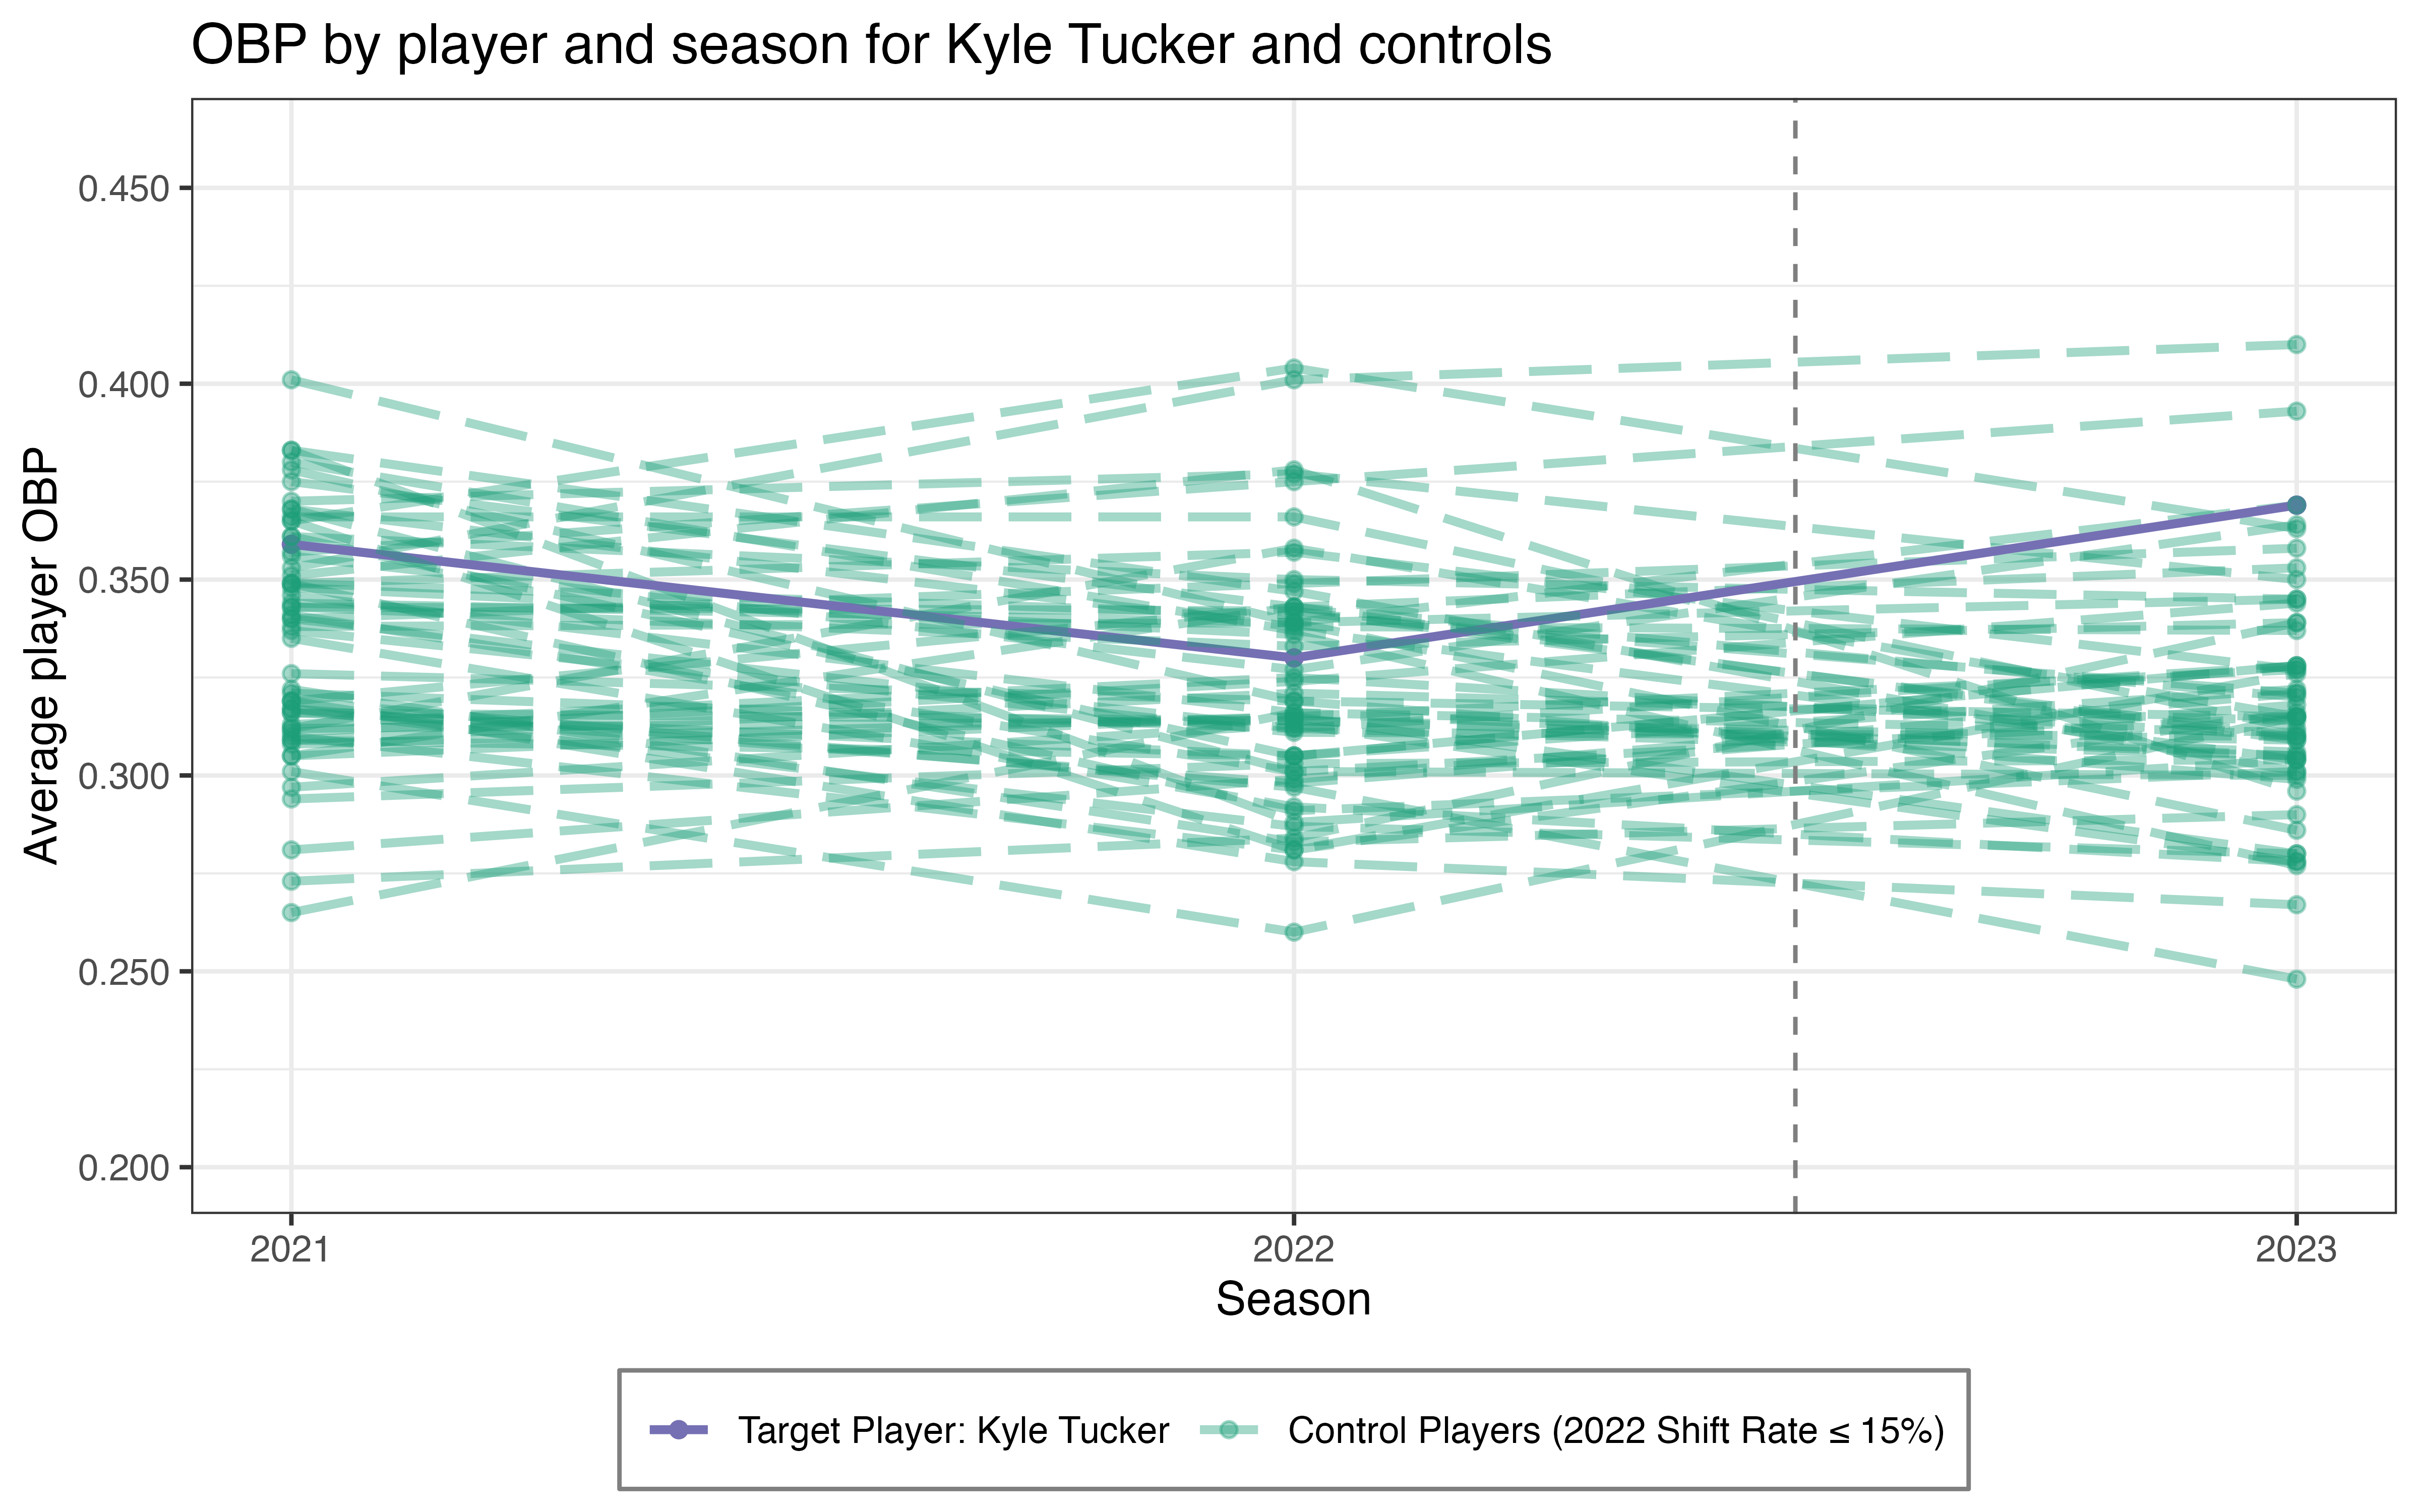 OBP by player and season for Kyle Tucker and controls
Average player OBP
0.450
0.400
0.350
0.300
0.250
0.200
2021
2022
2023
Season
Target Player: Kyle Tucker
Control Players (2022 Shift Rate ≤ 15%)